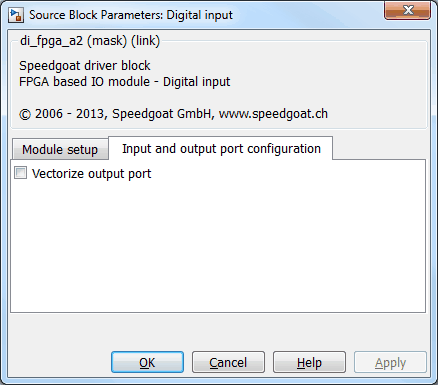 Source Block Parameters: Digital input
di_fpga_a2 (mask) (link)
Speedgoat driver block
FPGA based IO module - Digital input
© 2006 - 2013, Speedgoat GmbH, www.speedgoat.ch
Module setup Input and output port configuration
Vectorize output port
OK Cancel Help Apply